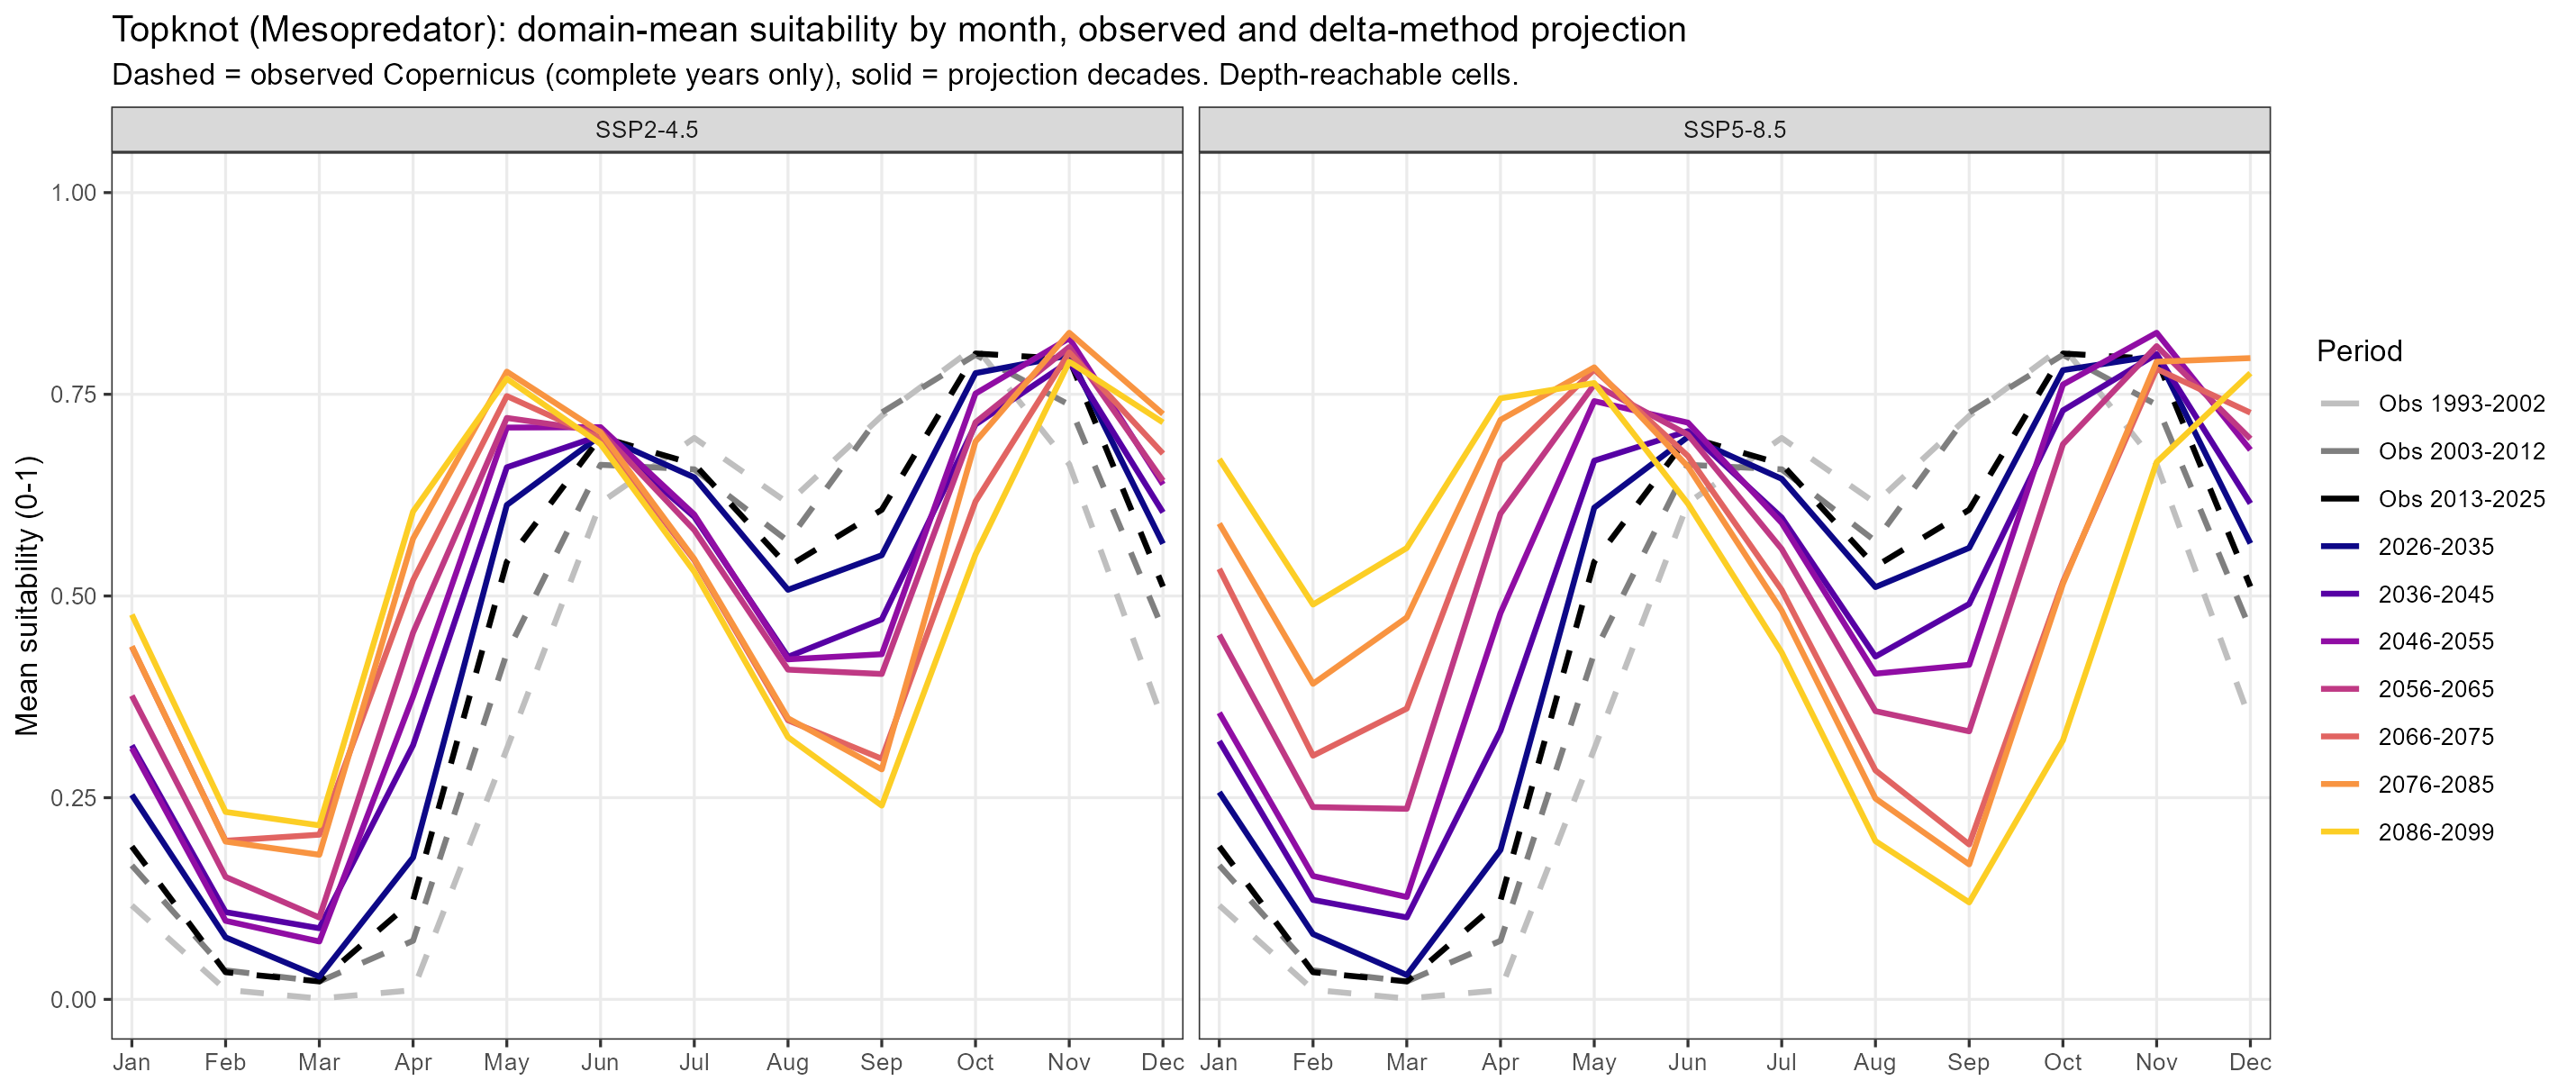 Topknot (Mesopredator): domain-mean suitability by month, observed and delta-method projection
Dashed = observed Copernicus (complete years only), solid = projection decades. Depth-reachable cells.
SSP2-4.5
SSP5-8.5
Mean suitability (0-1)
1.00
0.75
0.50
0.25
0.00
Jan Feb Mar Apr May Jun Jul Aug Sep Oct Nov Dec
Jan Feb Mar Apr May Jun Jul Aug Sep Oct Nov Dec
Period
Obs 1993-2002
Obs 2003-2012
Obs 2013-2025
2026-2035
2036-2045
2046-2055
2056-2065
2066-2075
2076-2085
2086-2099